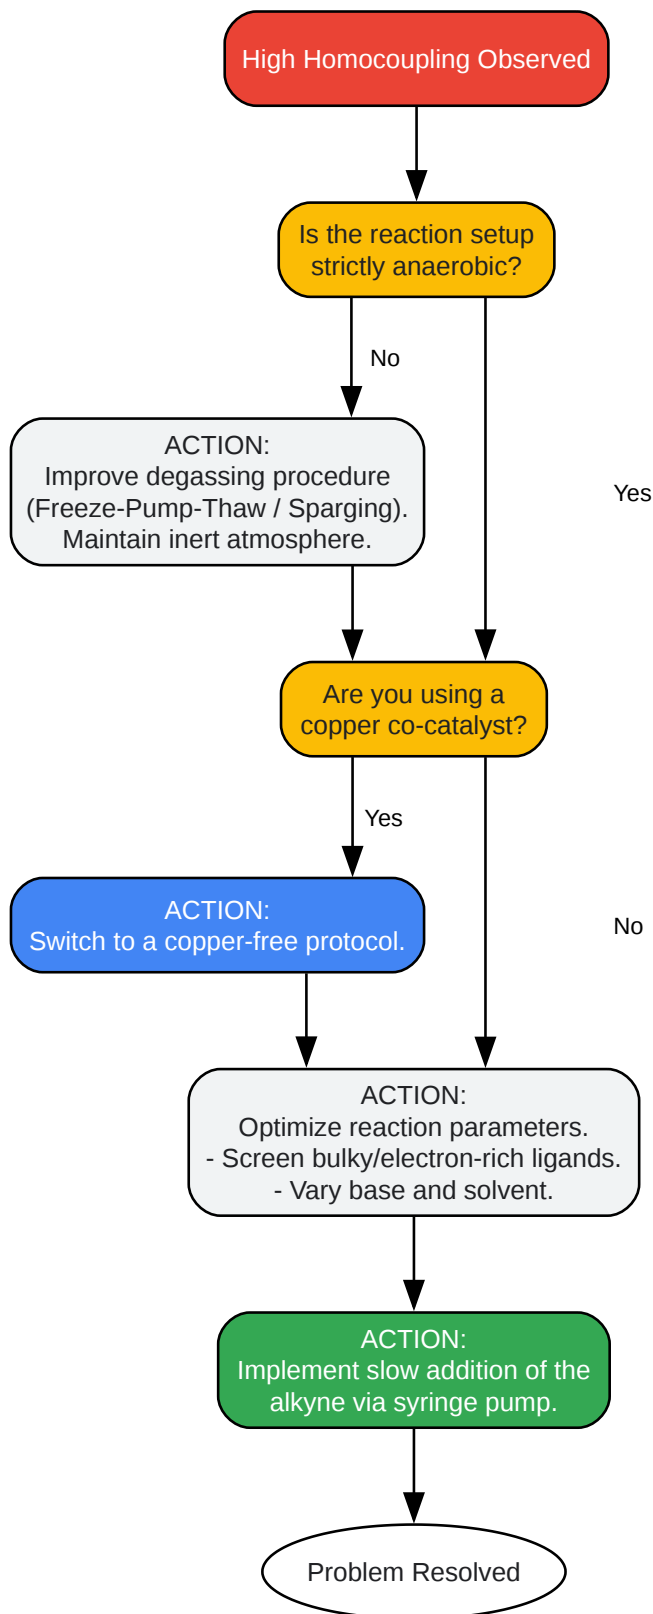 High Homocoupling Observed
Is the reaction setup
strictly anaerobic?
No
ACTION:
Improve degassing procedure
(Freeze-Pump-Thaw / Sparging).
Maintain inert atmosphere.
Yes
Are you using a
copper co-catalyst?
Yes
ACTION:
Switch to a copper-free protocol.
No
ACTION:
Optimize reaction parameters.
- Screen bulky/electron-rich ligands.
- Vary base and solvent.
ACTION:
Implement slow addition of the
alkyne via syringe pump.
Problem Resolved